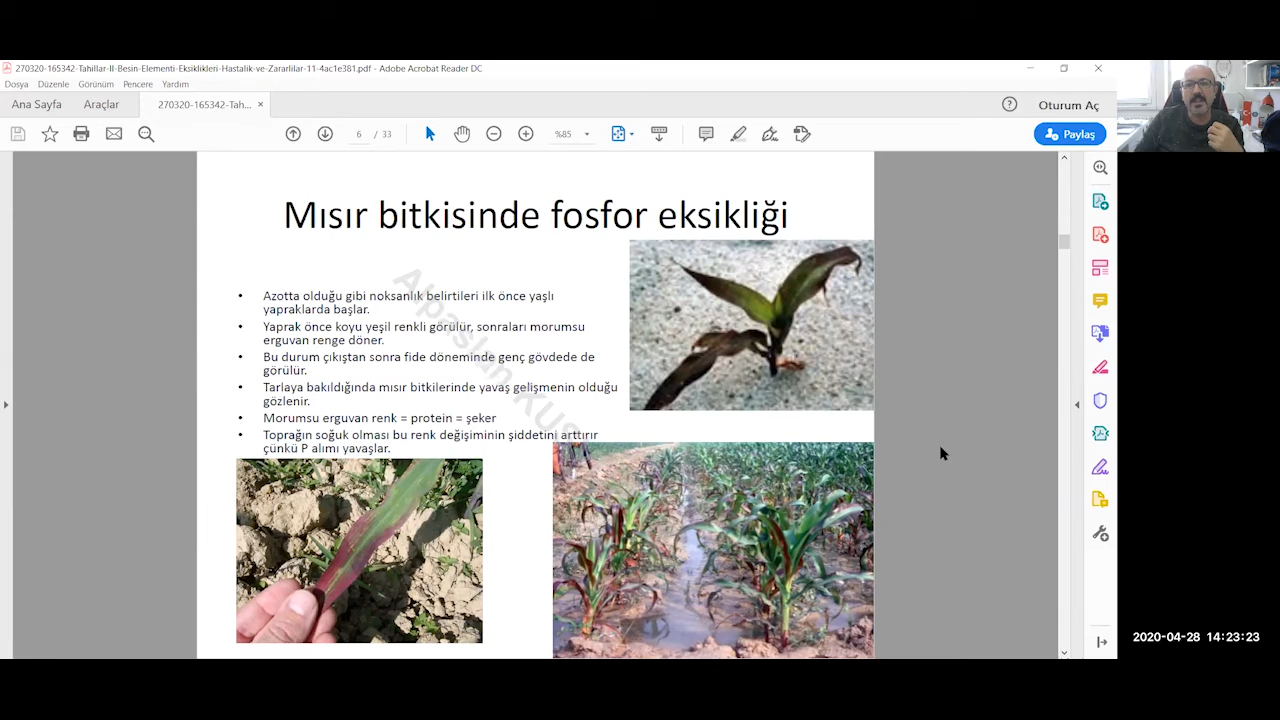 270320-165342-Tahillar-II-Besin-Elementi-Eksiklikleri-Hastalik-ve-Zararlilar-11-4ac1e381.pdf - Adobe Acrobat Reader DC
Dosya Düzenle Görünüm Pencere Yardım
Ana Sayfa Araçlar 270320-165342-Tah... × Oturum Aç
6 / 33 %85 Paylaş
Mısır bitkisinde fosfor eksikliği
• Azotta olduğu gibi noksanlık belirtileri ilk önce yaşlı
yapraklarda başlar.
• Yaprak önce koyu yeşil renkli görülür, sonraları morumsu
erguvan renge döner.
• Bu durum çıkıştan sonra fide döneminde genç gövdede de
görülür.
• Tarlaya bakıldığında mısır bitkilerinde yavaş gelişmenin olduğu
gözlenir.
• Morumsu erguvan renk = protein = şeker
• Toprağın soğuk olması bu renk değişiminin şiddetini arttırır
çünkü P alımı yavaşlar.
Alpaslan KUŞ
2020-04-28 14:23:23